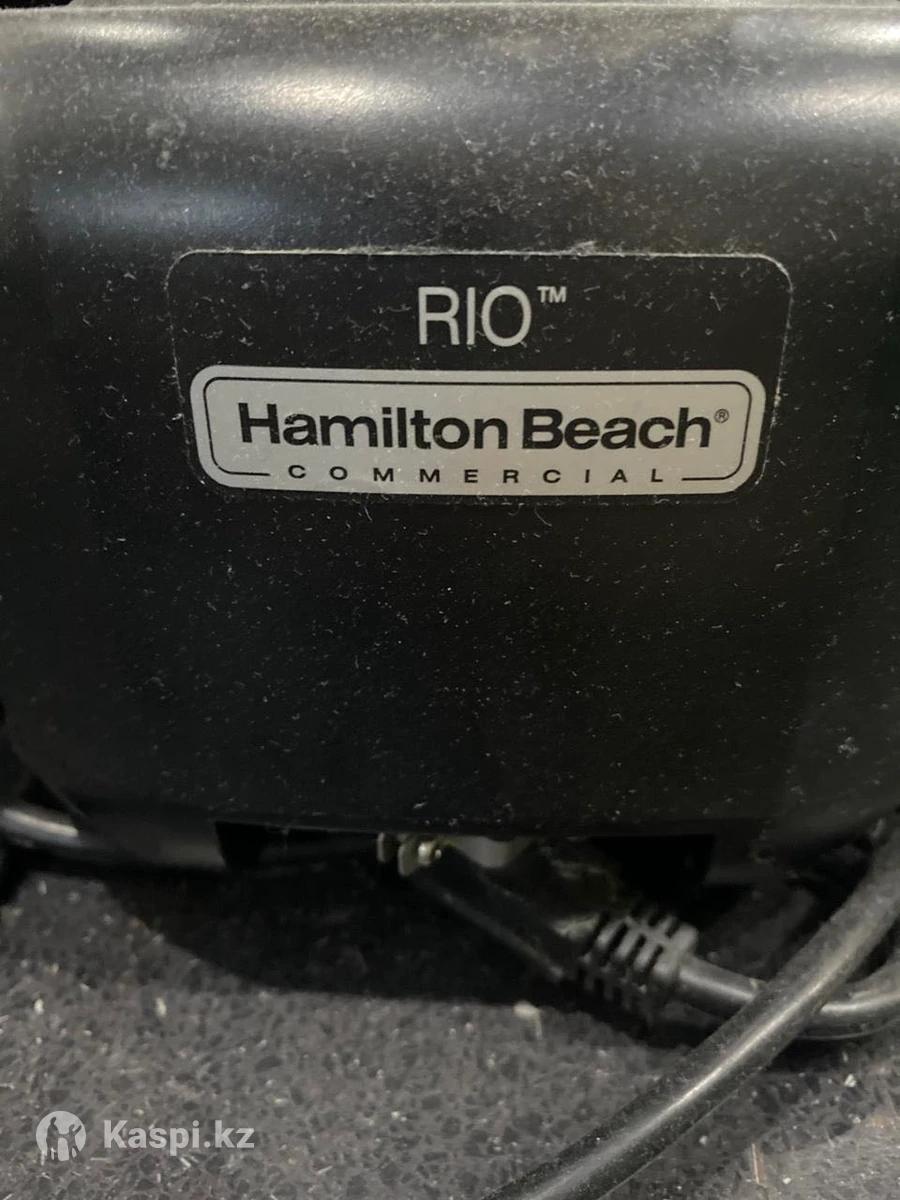 RIO™
Hamilton Beach®
COMMERCIAL
Kaspi.kz